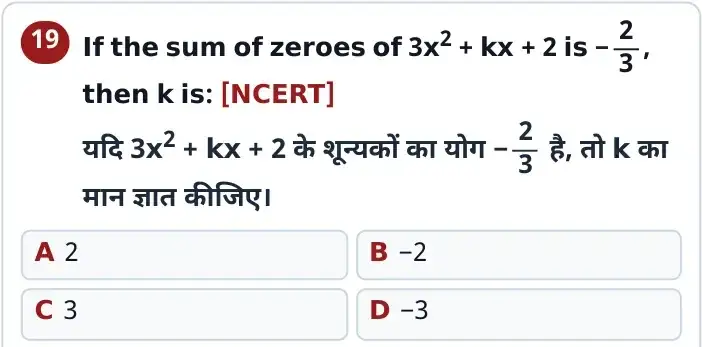 19 If the sum of zeroes of 3x² + kx + 2 is −2/3,
then k is: [NCERT]
यदि 3x² + kx + 2 के शून्यकों का योग −2/3 है, तो k का
मान ज्ञात कीजिए।
A 2
B −2
C 3
D −3